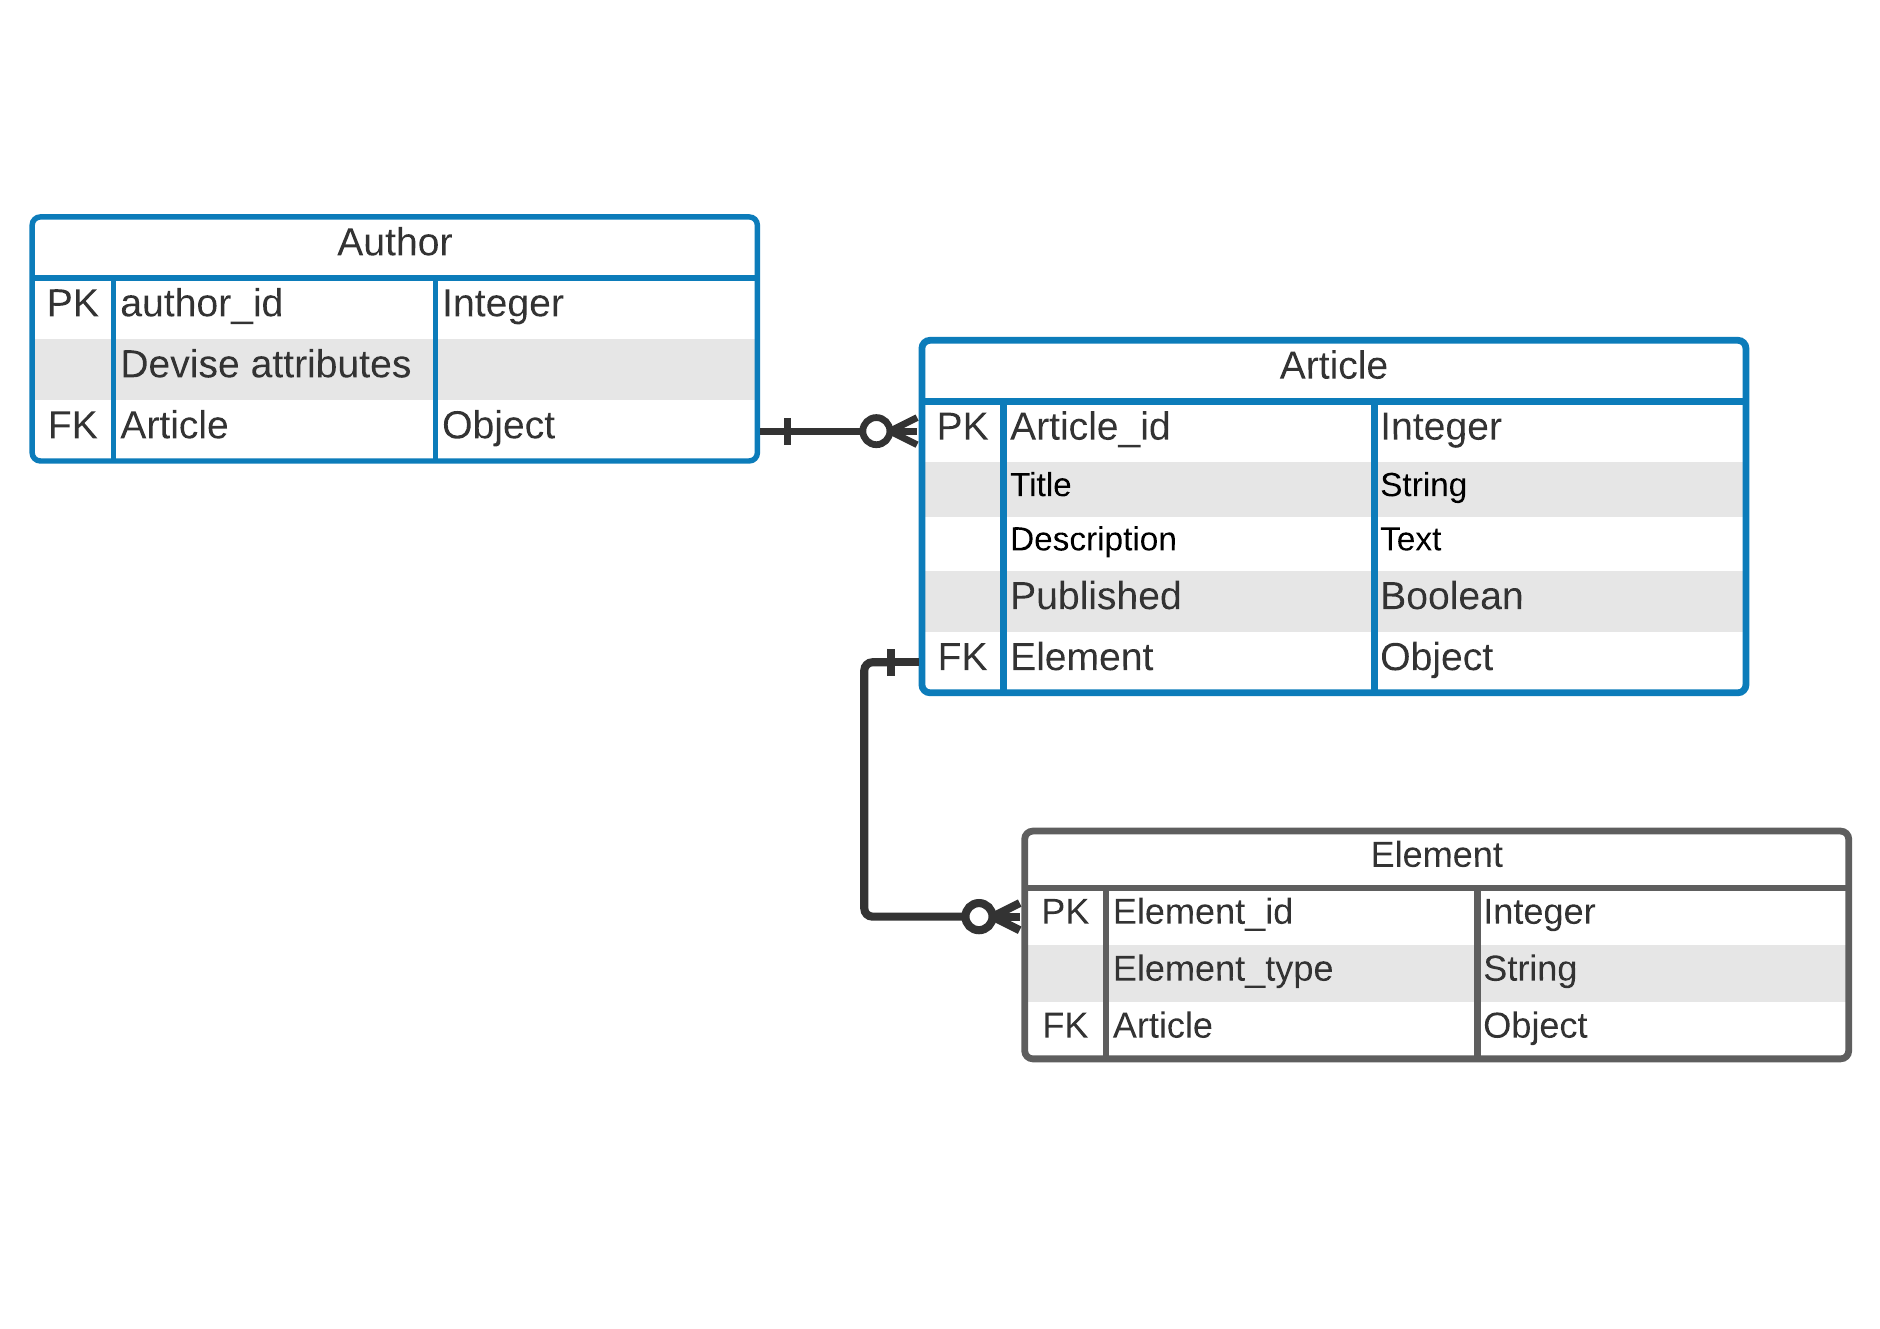 Author
PK author_id Integer
Devise attributes
FK Article Object
Article
PK Article_id Integer
Title String
Description Text
Published Boolean
FK Element Object
Element
PK Element_id Integer
Element_type String
FK Article Object